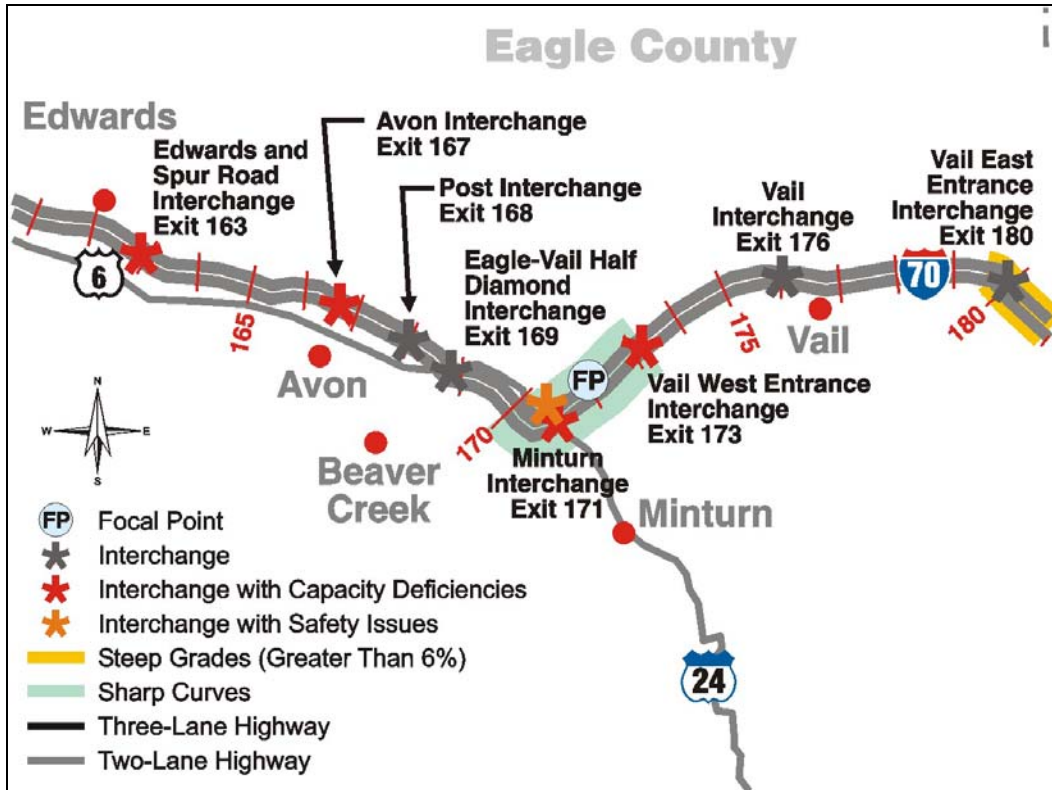 Eagle County
Edwards
Edwards and
Spur Road
Interchange
Exit 163
Avon Interchange
Exit 167
Post Interchange
Exit 168
Eagle-Vail Half
Diamond
Interchange
Exit 169
Vail
Interchange
Exit 176
Vail East
Entrance
Interchange
Exit 180
6
70
165
175
180
Avon
Vail
FP
170
Vail West Entrance
Interchange
Exit 173
Minturn
Interchange
Exit 171
Beaver
Creek
Minturn
24
N
W E
S
FP Focal Point
Interchange
Interchange with Capacity Deficiencies
Interchange with Safety Issues
Steep Grades (Greater Than 6%)
Sharp Curves
Three-Lane Highway
Two-Lane Highway